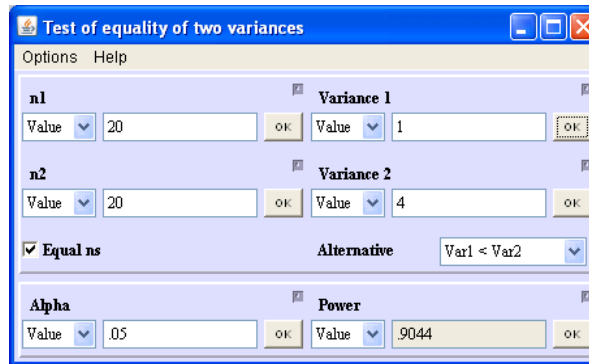 Test of equality of two variances
Options Help
n1
Value 20 OK
Variance 1
Value 1 OK
n2
Value 20 OK
Variance 2
Value 4 OK
Equal ns
Alternative Var1 < Var2
Alpha
Value .05 OK
Power
Value .9044 OK